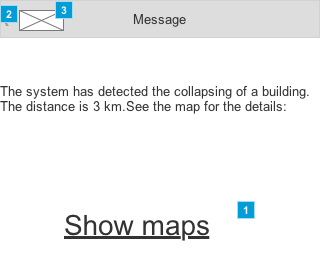 2
3
Message
The system has detected the collapsing of a building.
The distance is 3 km.See the map for the details:
1
Show maps